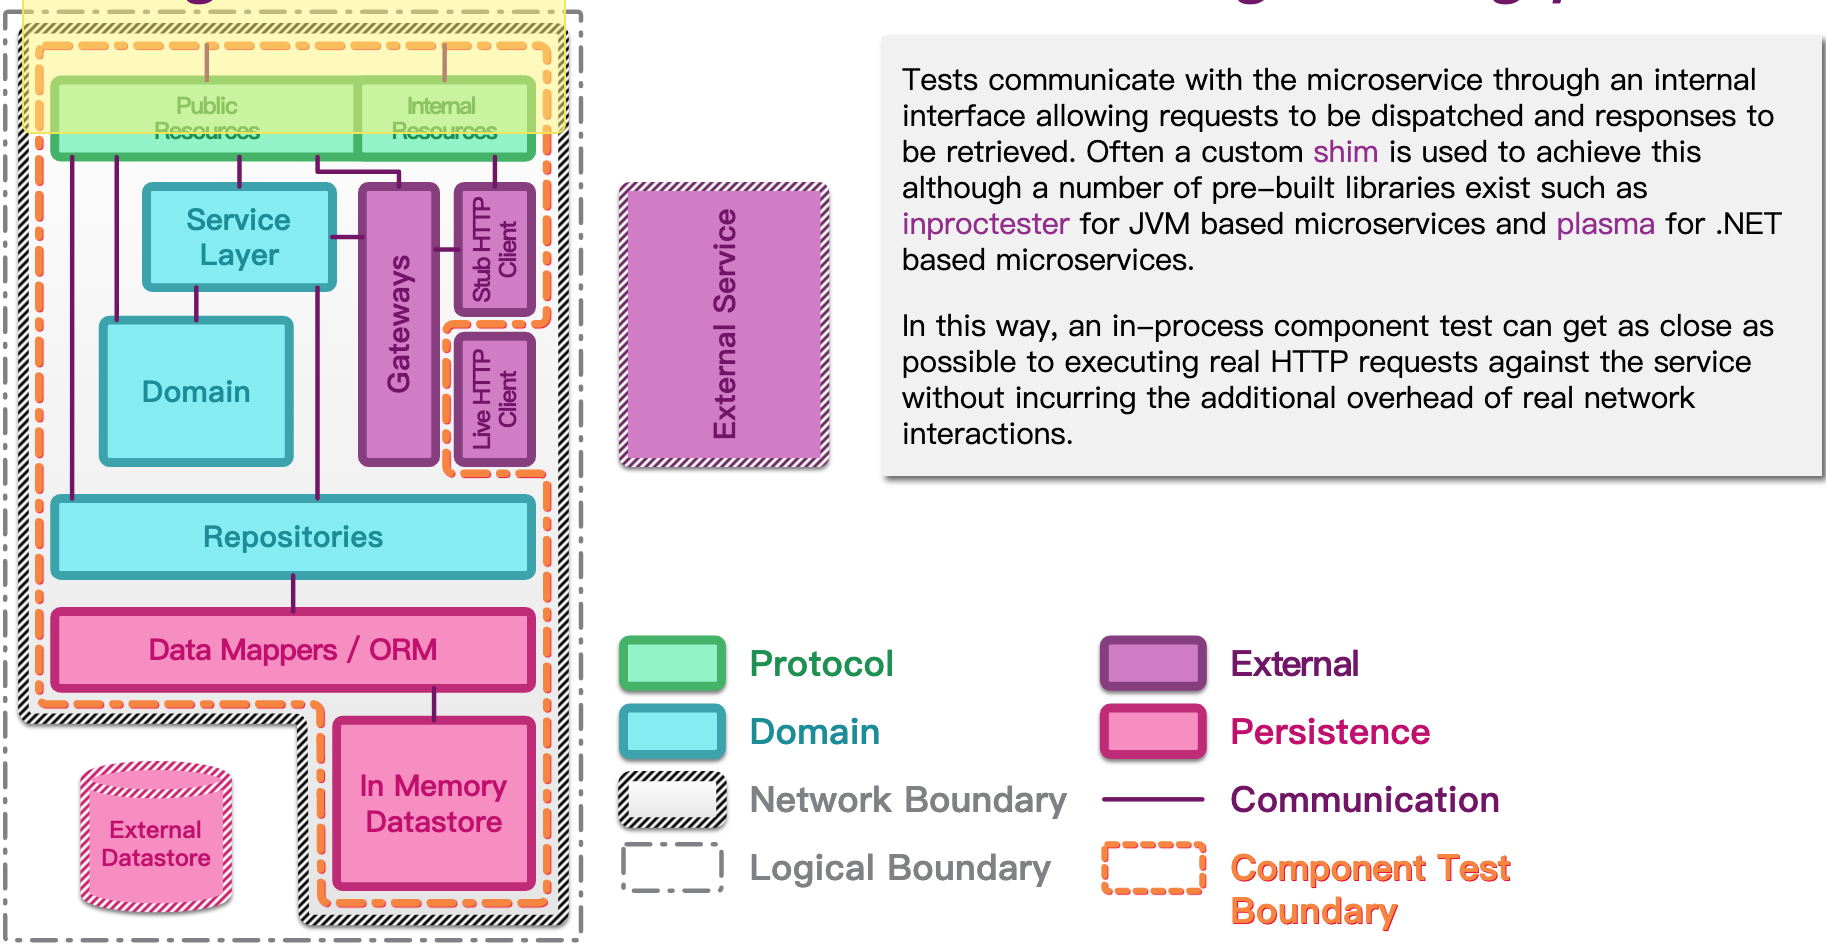 Public
Resources
Internal
Resources
Service
Layer
Gateways
Stub HTTP
Client
Domain
Live HTTP
Client
Repositories
Data Mappers / ORM
In Memory
Datastore
External
Datastore
External Service
Tests communicate with the microservice through an internal
interface allowing requests to be dispatched and responses to
be retrieved. Often a custom shim is used to achieve this
although a number of pre-built libraries exist such as
inproctester for JVM based microservices and plasma for .NET
based microservices.
In this way, an in-process component test can get as close as
possible to executing real HTTP requests against the service
without incurring the additional overhead of real network
interactions.
Protocol
Domain
Network Boundary
Logical Boundary
External
Persistence
Communication
Component Test
Boundary